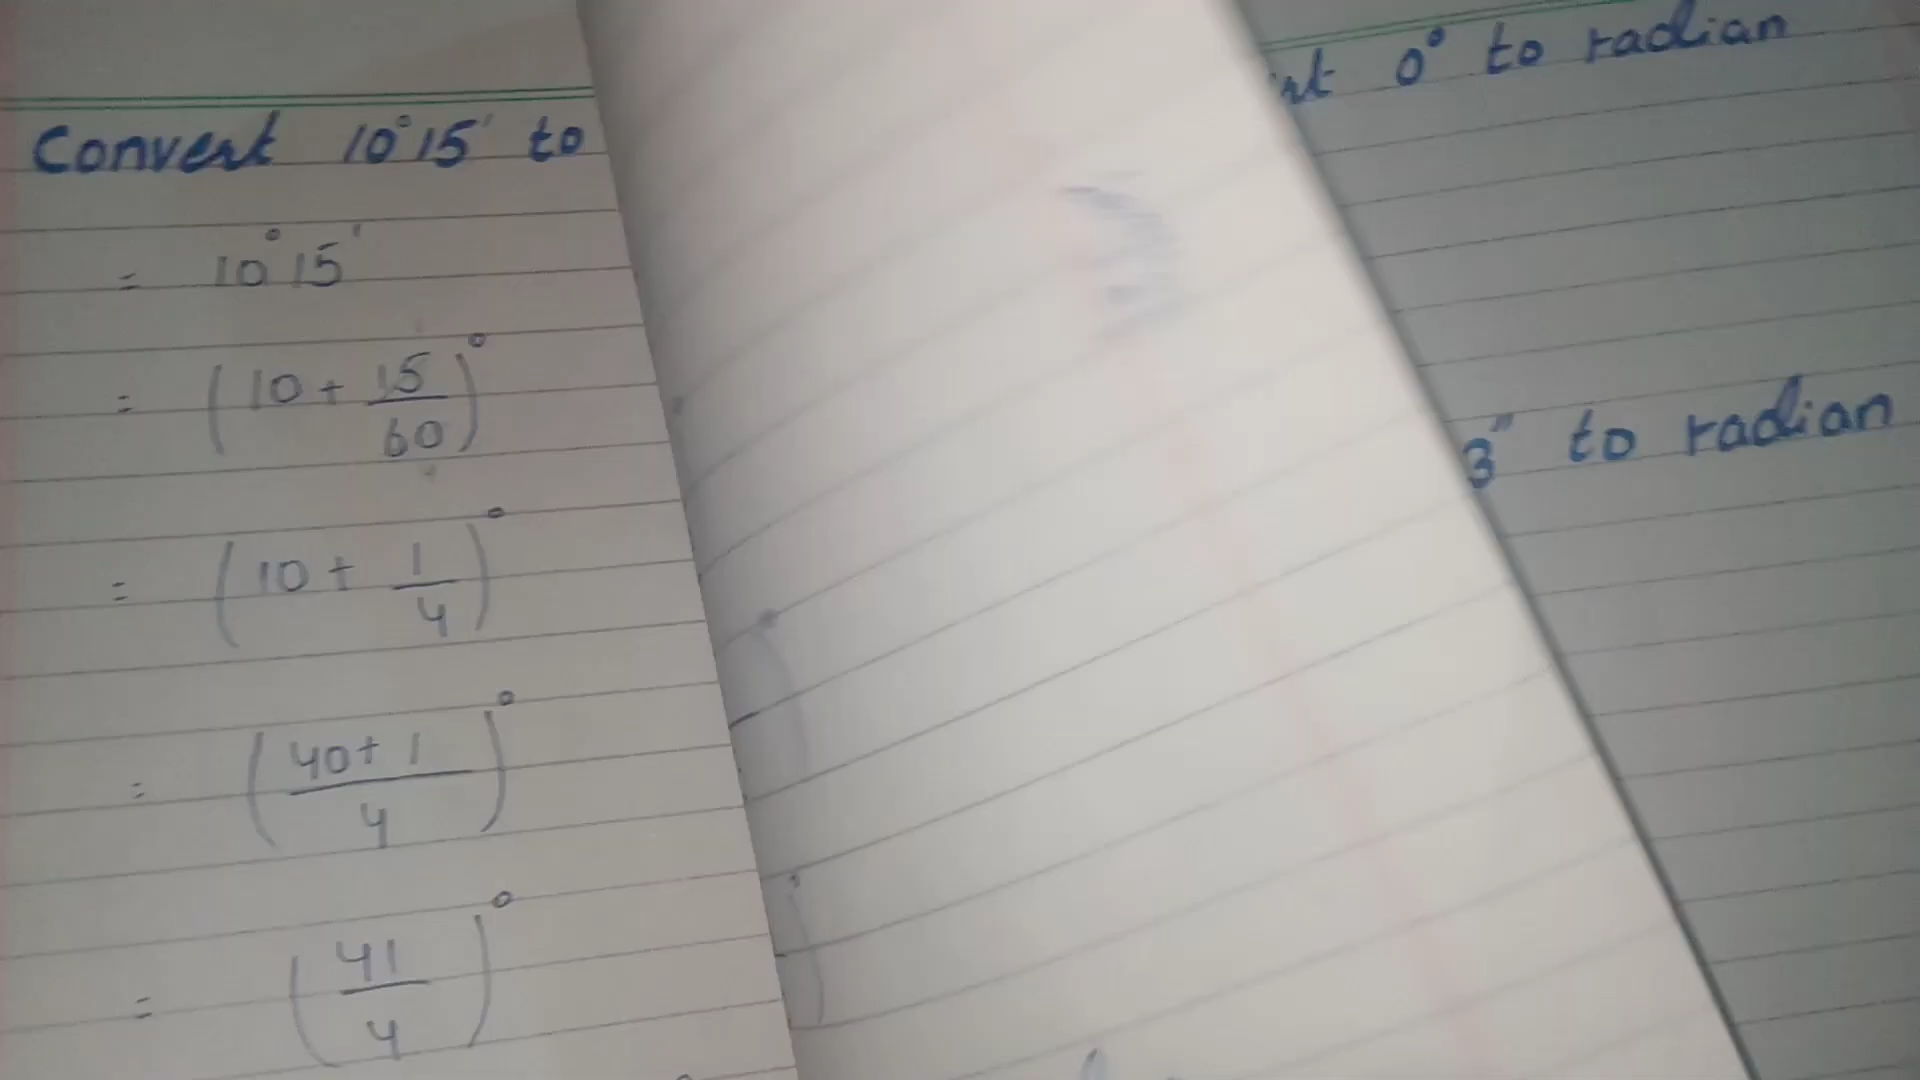 Convert 10°15' to
= 10°15'
= (10 + 15/60)°
= (10 + 1/4)°
= (40+1/4)°
= (41/4)°
0° to radian
3" to radian